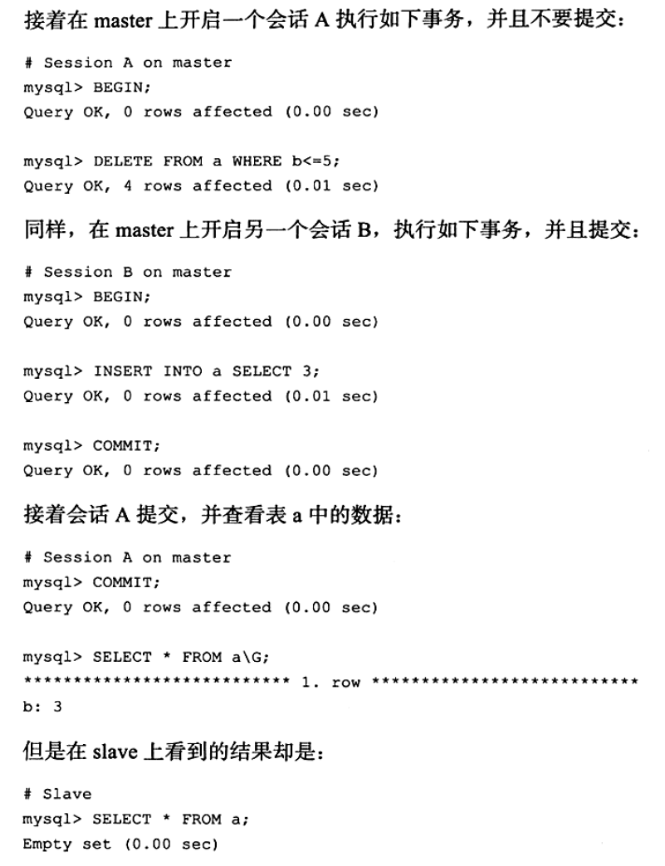 接着在 master 上开启一个会话 A 执行如下事务，并且不要提交：
# Session A on master
mysql> BEGIN;
Query OK, 0 rows affected (0.00 sec)
mysql> DELETE FROM a WHERE b<=5;
Query OK, 4 rows affected (0.01 sec)
同样，在 master 上开启另一个会话 B，执行如下事务，并且提交：
# Session B on master
mysql> BEGIN;
Query OK, 0 rows affected (0.00 sec)
mysql> INSERT INTO a SELECT 3;
Query OK, 0 rows affected (0.01 sec)
mysql> COMMIT;
Query OK, 0 rows affected (0.00 sec)
接着会话 A 提交，并查看表 a 中的数据：
# Session A on master
mysql> COMMIT;
Query OK, 0 rows affected (0.00 sec)
mysql> SELECT * FROM a\G;
*************************** 1. row ***************************
b: 3
但是在 slave 上看到的结果却是：
# Slave
mysql> SELECT * FROM a;
Empty set (0.00 sec)